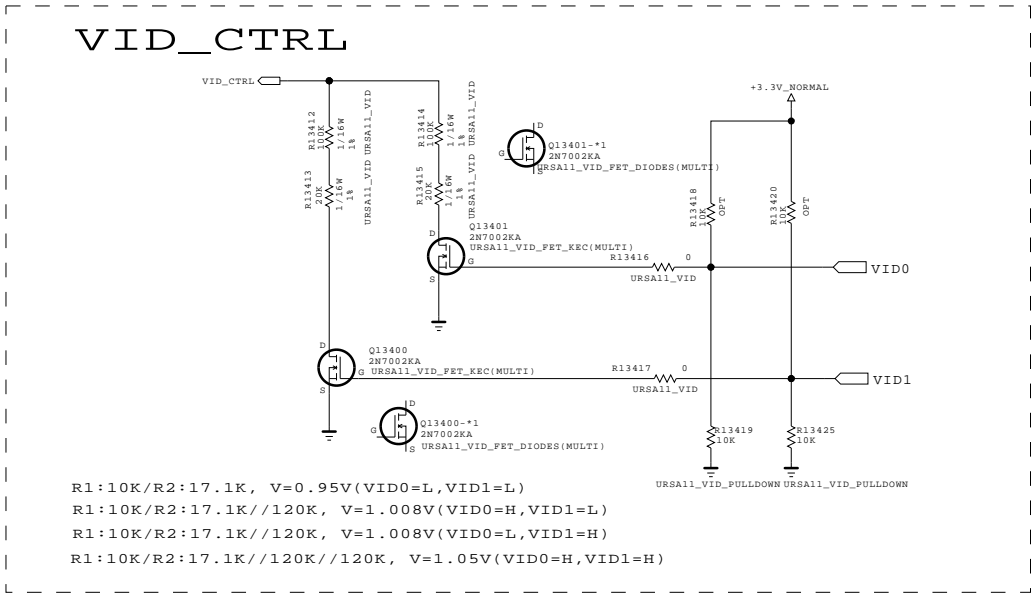 VID_CTRL
VID_CTRL
+3.3V_NORMAL
R13412
100K
1/16W
1%
URSA11_VID
R13414
100K
1/16W
1%
URSA11_VID
D
G
S
Q13401-*1
2N7002KA
URSA11_VID_FET_DIODES(MULTI)
R13413
20K
1/16W
1%
URSA11_VID
R13415
20K
1/16W
1%
URSA11_VID
R13418
10K
OPT
R13420
10K
OPT
D
G
S
Q13401
2N7002KA
URSA11_VID_FET_KEC(MULTI)
R13416
0
URSA11_VID
VID0
D
G
S
Q13400
2N7002KA
URSA11_VID_FET_KEC(MULTI)
R13417
0
URSA11_VID
VID1
D
G
S
Q13400-*1
2N7002KA
URSA11_VID_FET_DIODES(MULTI)
R13419
10K
URSA11_VID_PULLDOWN
R13425
10K
URSA11_VID_PULLDOWN
R1:10K/R2:17.1K, V=0.95V(VID0=L,VID1=L)
R1:10K/R2:17.1K//120K, V=1.008V(VID0=H,VID1=L)
R1:10K/R2:17.1K//120K, V=1.008V(VID0=L,VID1=H)
R1:10K/R2:17.1K//120K//120K, V=1.05V(VID0=H,VID1=H)